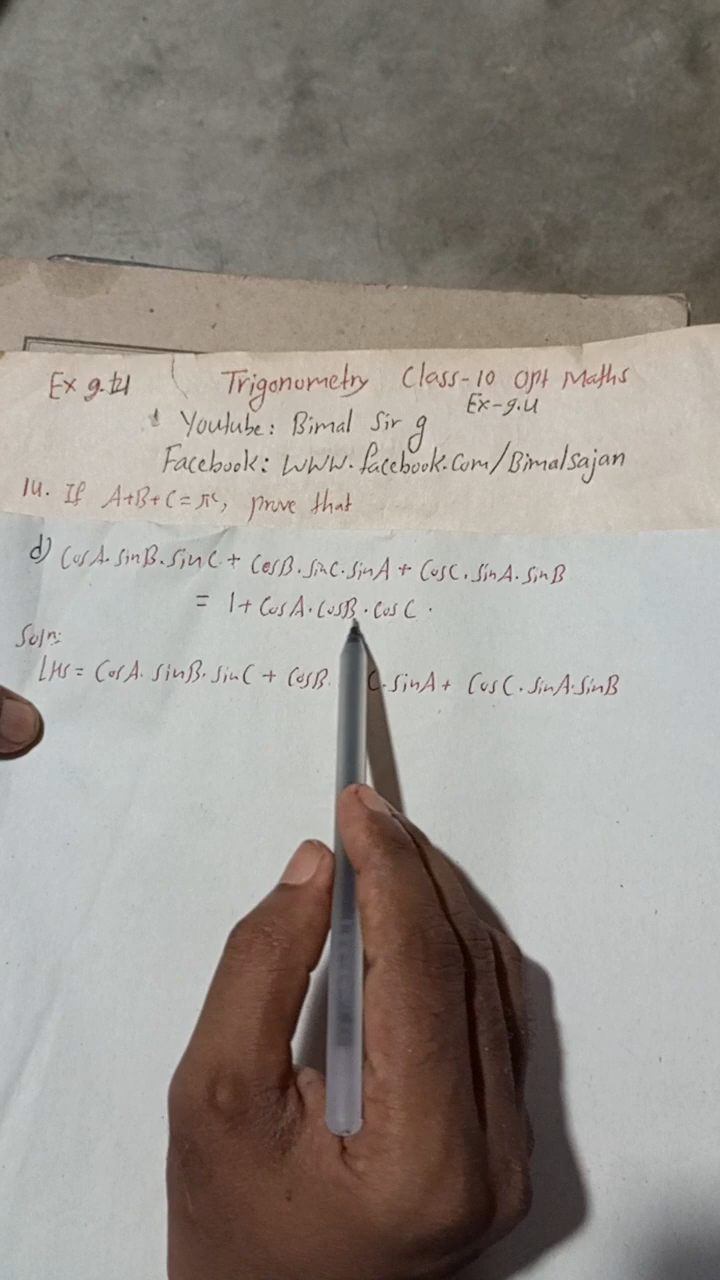 Ex 9.4 Trigonometry Class-10 Opt Maths
Ex-9.4
Youtube: Bimal Sir g
Facebook: WWW.facebook.Com/Bimalsajan
14. If A+B+C = πᶜ, prove that
d) CosA.SinB.SinC + CosB.SinC.SinA + CosC.SinA.SinB
= 1 + CosA.CosB.CosC.
Soln:
LHS = CosA.SinB.SinC + CosB. C.SinA + CosC.SinA.SinB